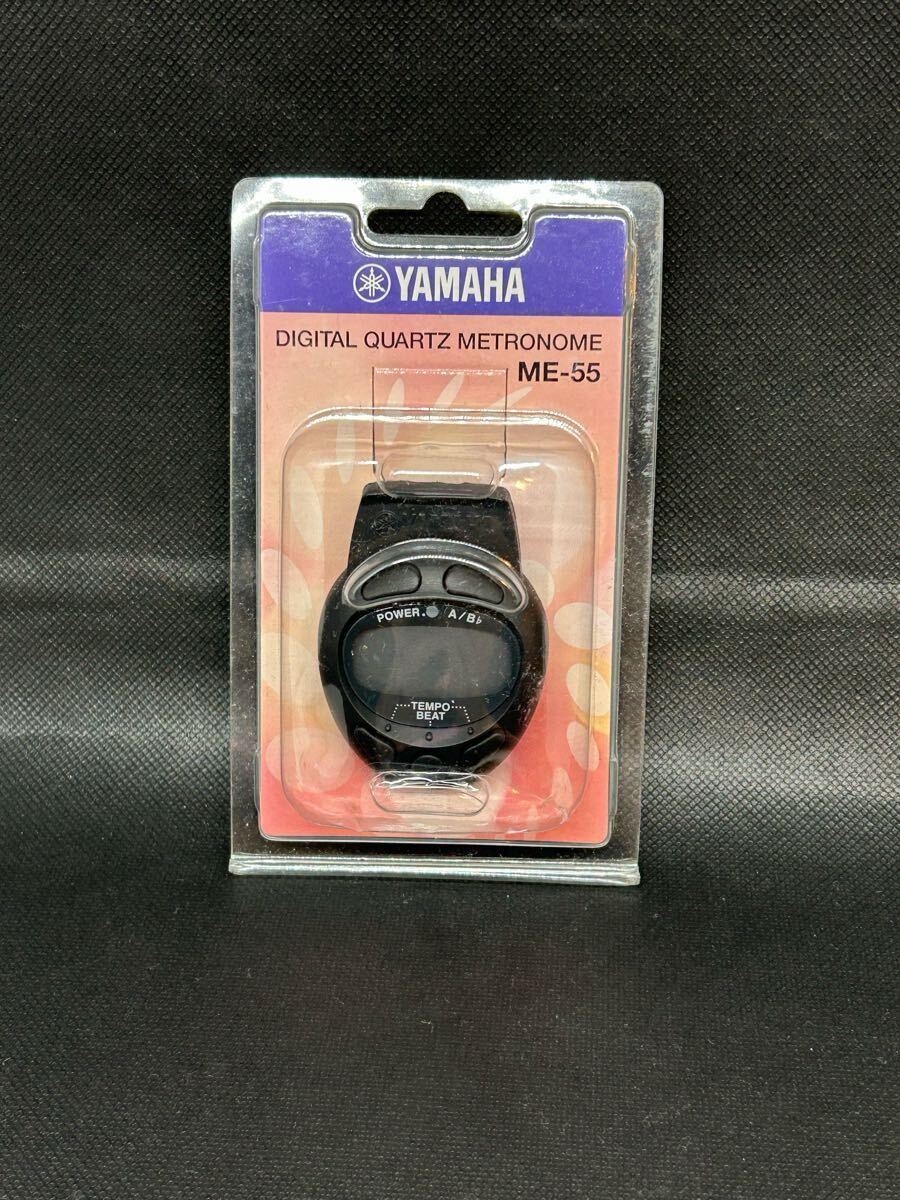 YAMAHA
DIGITAL QUARTZ METRONOME
ME-55
POWER A/B♭
TEMPO
BEAT